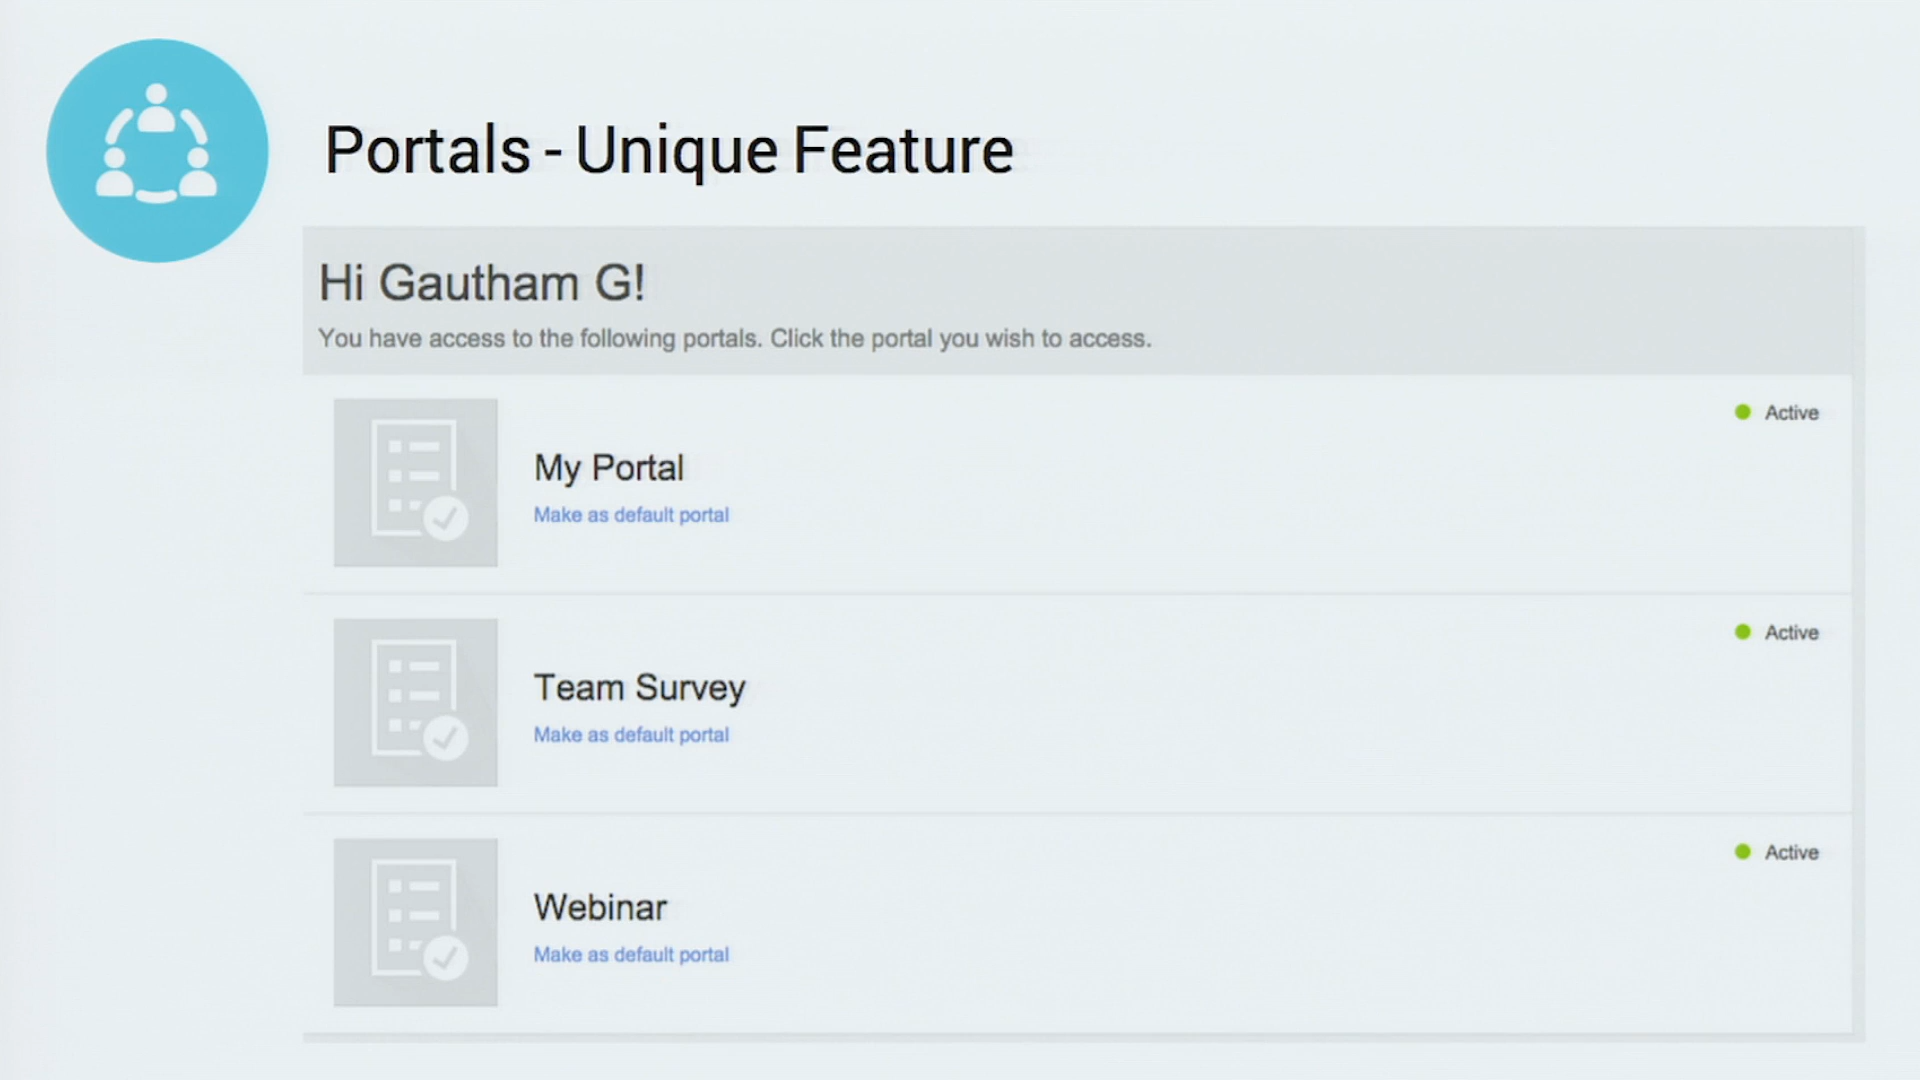 Portals - Unique Feature
Hi Gautham G!
You have access to the following portals. Click the portal you wish to access.
Active
My Portal
Make as default portal
Active
Team Survey
Make as default portal
Active
Webinar
Make as default portal